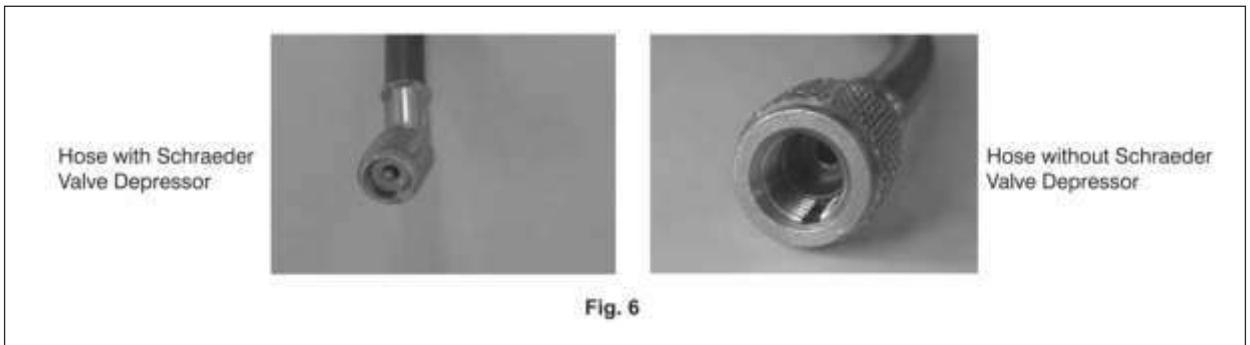 Hose with Schraeder
Valve Depressor
Hose without Schraeder
Valve Depressor
Fig. 6